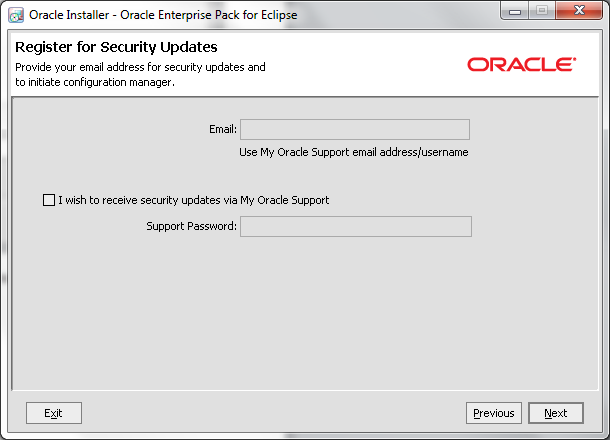 Oracle Installer - Oracle Enterprise Pack for Eclipse
Register for Security Updates
Provide your email address for security updates and
to initiate configuration manager.
ORACLE
Email:
Use My Oracle Support email address/username
I wish to receive security updates via My Oracle Support
Support Password:
Exit
Previous
Next